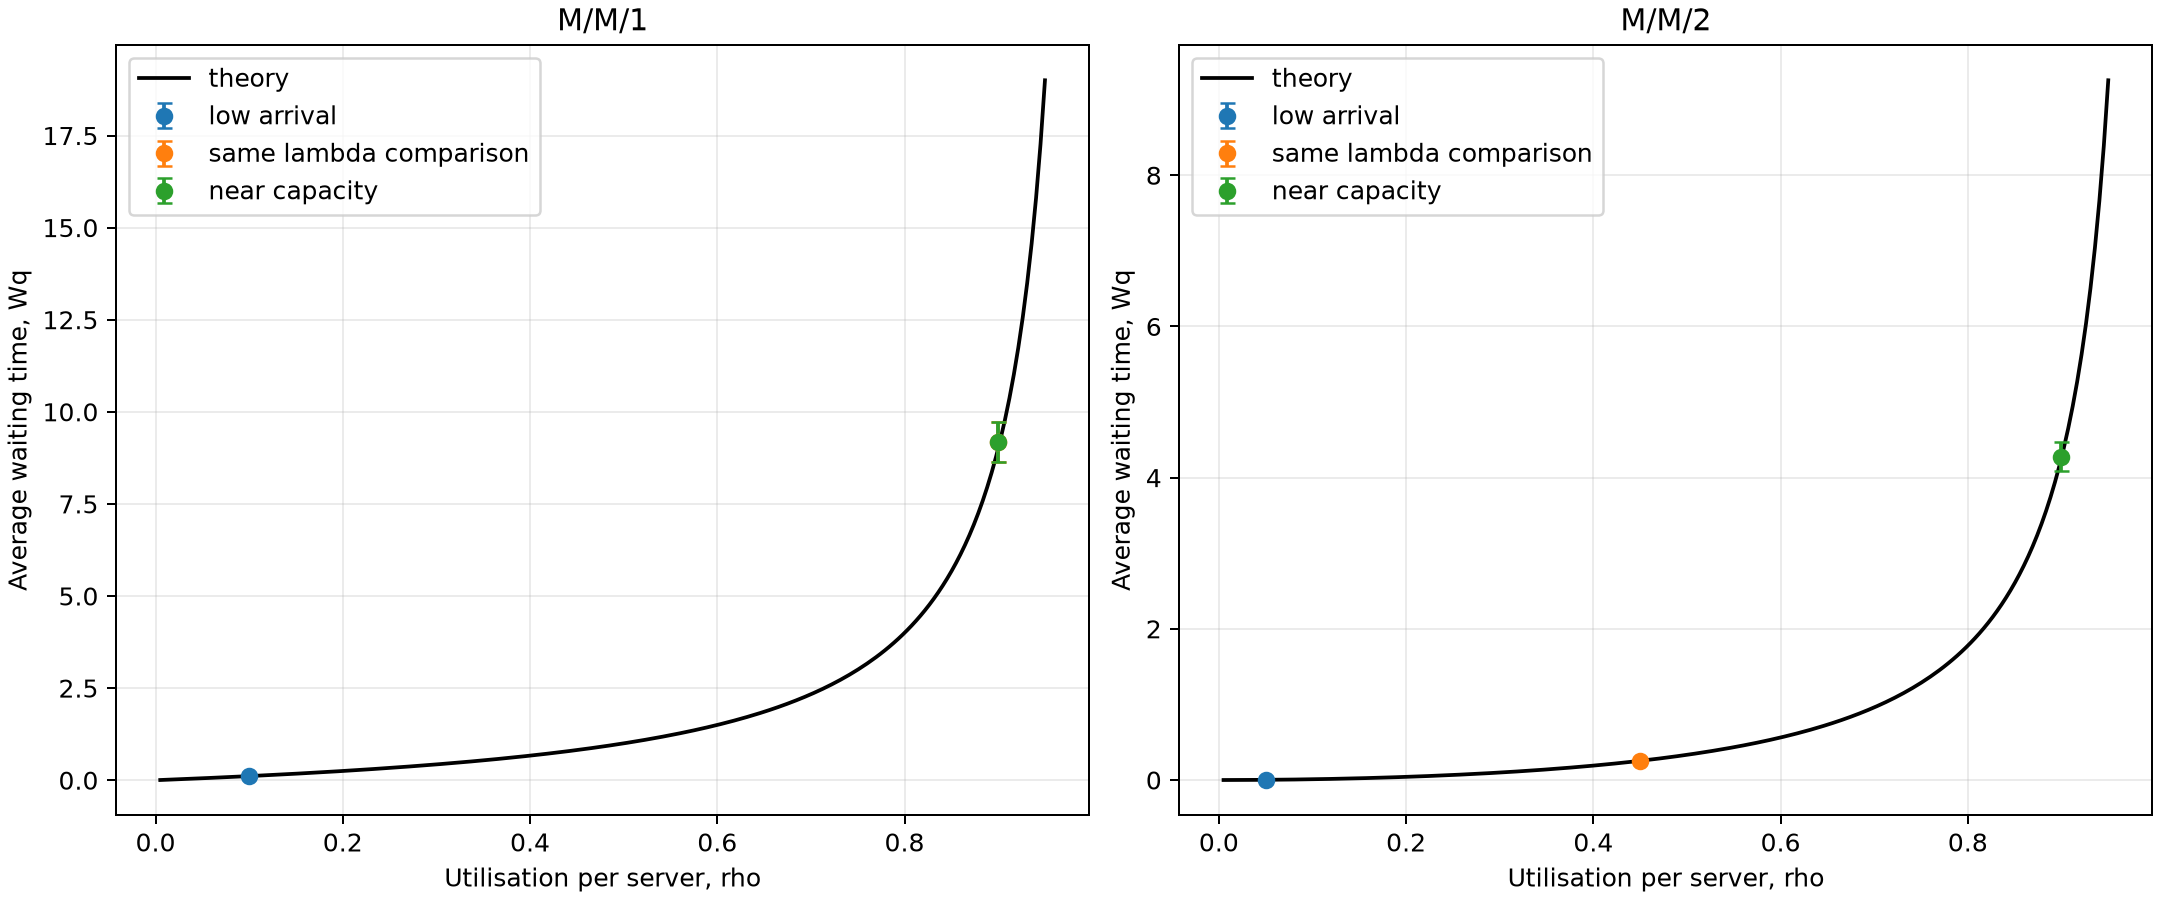 M/M/1
theory
low arrival
same lambda comparison
near capacity
17.5
15.0
12.5
10.0
7.5
5.0
2.5
0.0
Average waiting time, Wq
0.0 0.2 0.4 0.6 0.8
Utilisation per server, rho
M/M/2
theory
low arrival
same lambda comparison
near capacity
8
6
4
2
0
Average waiting time, Wq
0.0 0.2 0.4 0.6 0.8
Utilisation per server, rho